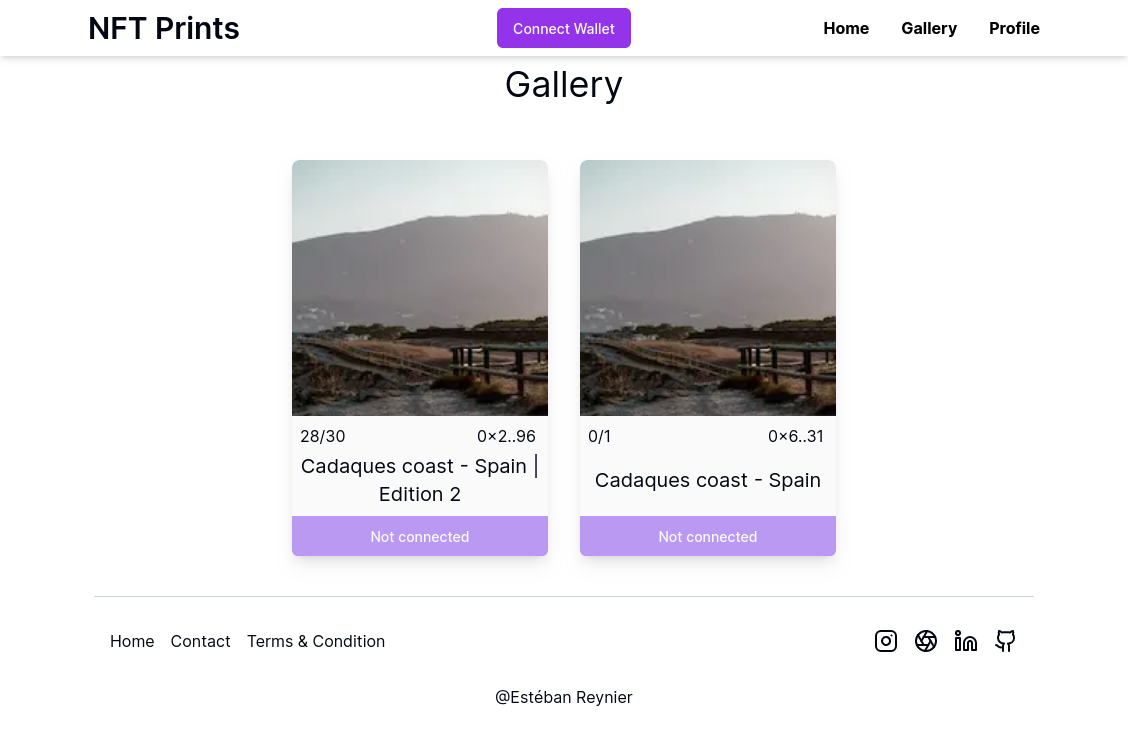 NFT Prints
Connect Wallet
Home Gallery Profile
Gallery
28/30 0×2..96
Cadaques coast - Spain |
Edition 2
Not connected
0/1 0×6..31
Cadaques coast - Spain
Not connected
Home Contact Terms & Condition
@Estéban Reynier